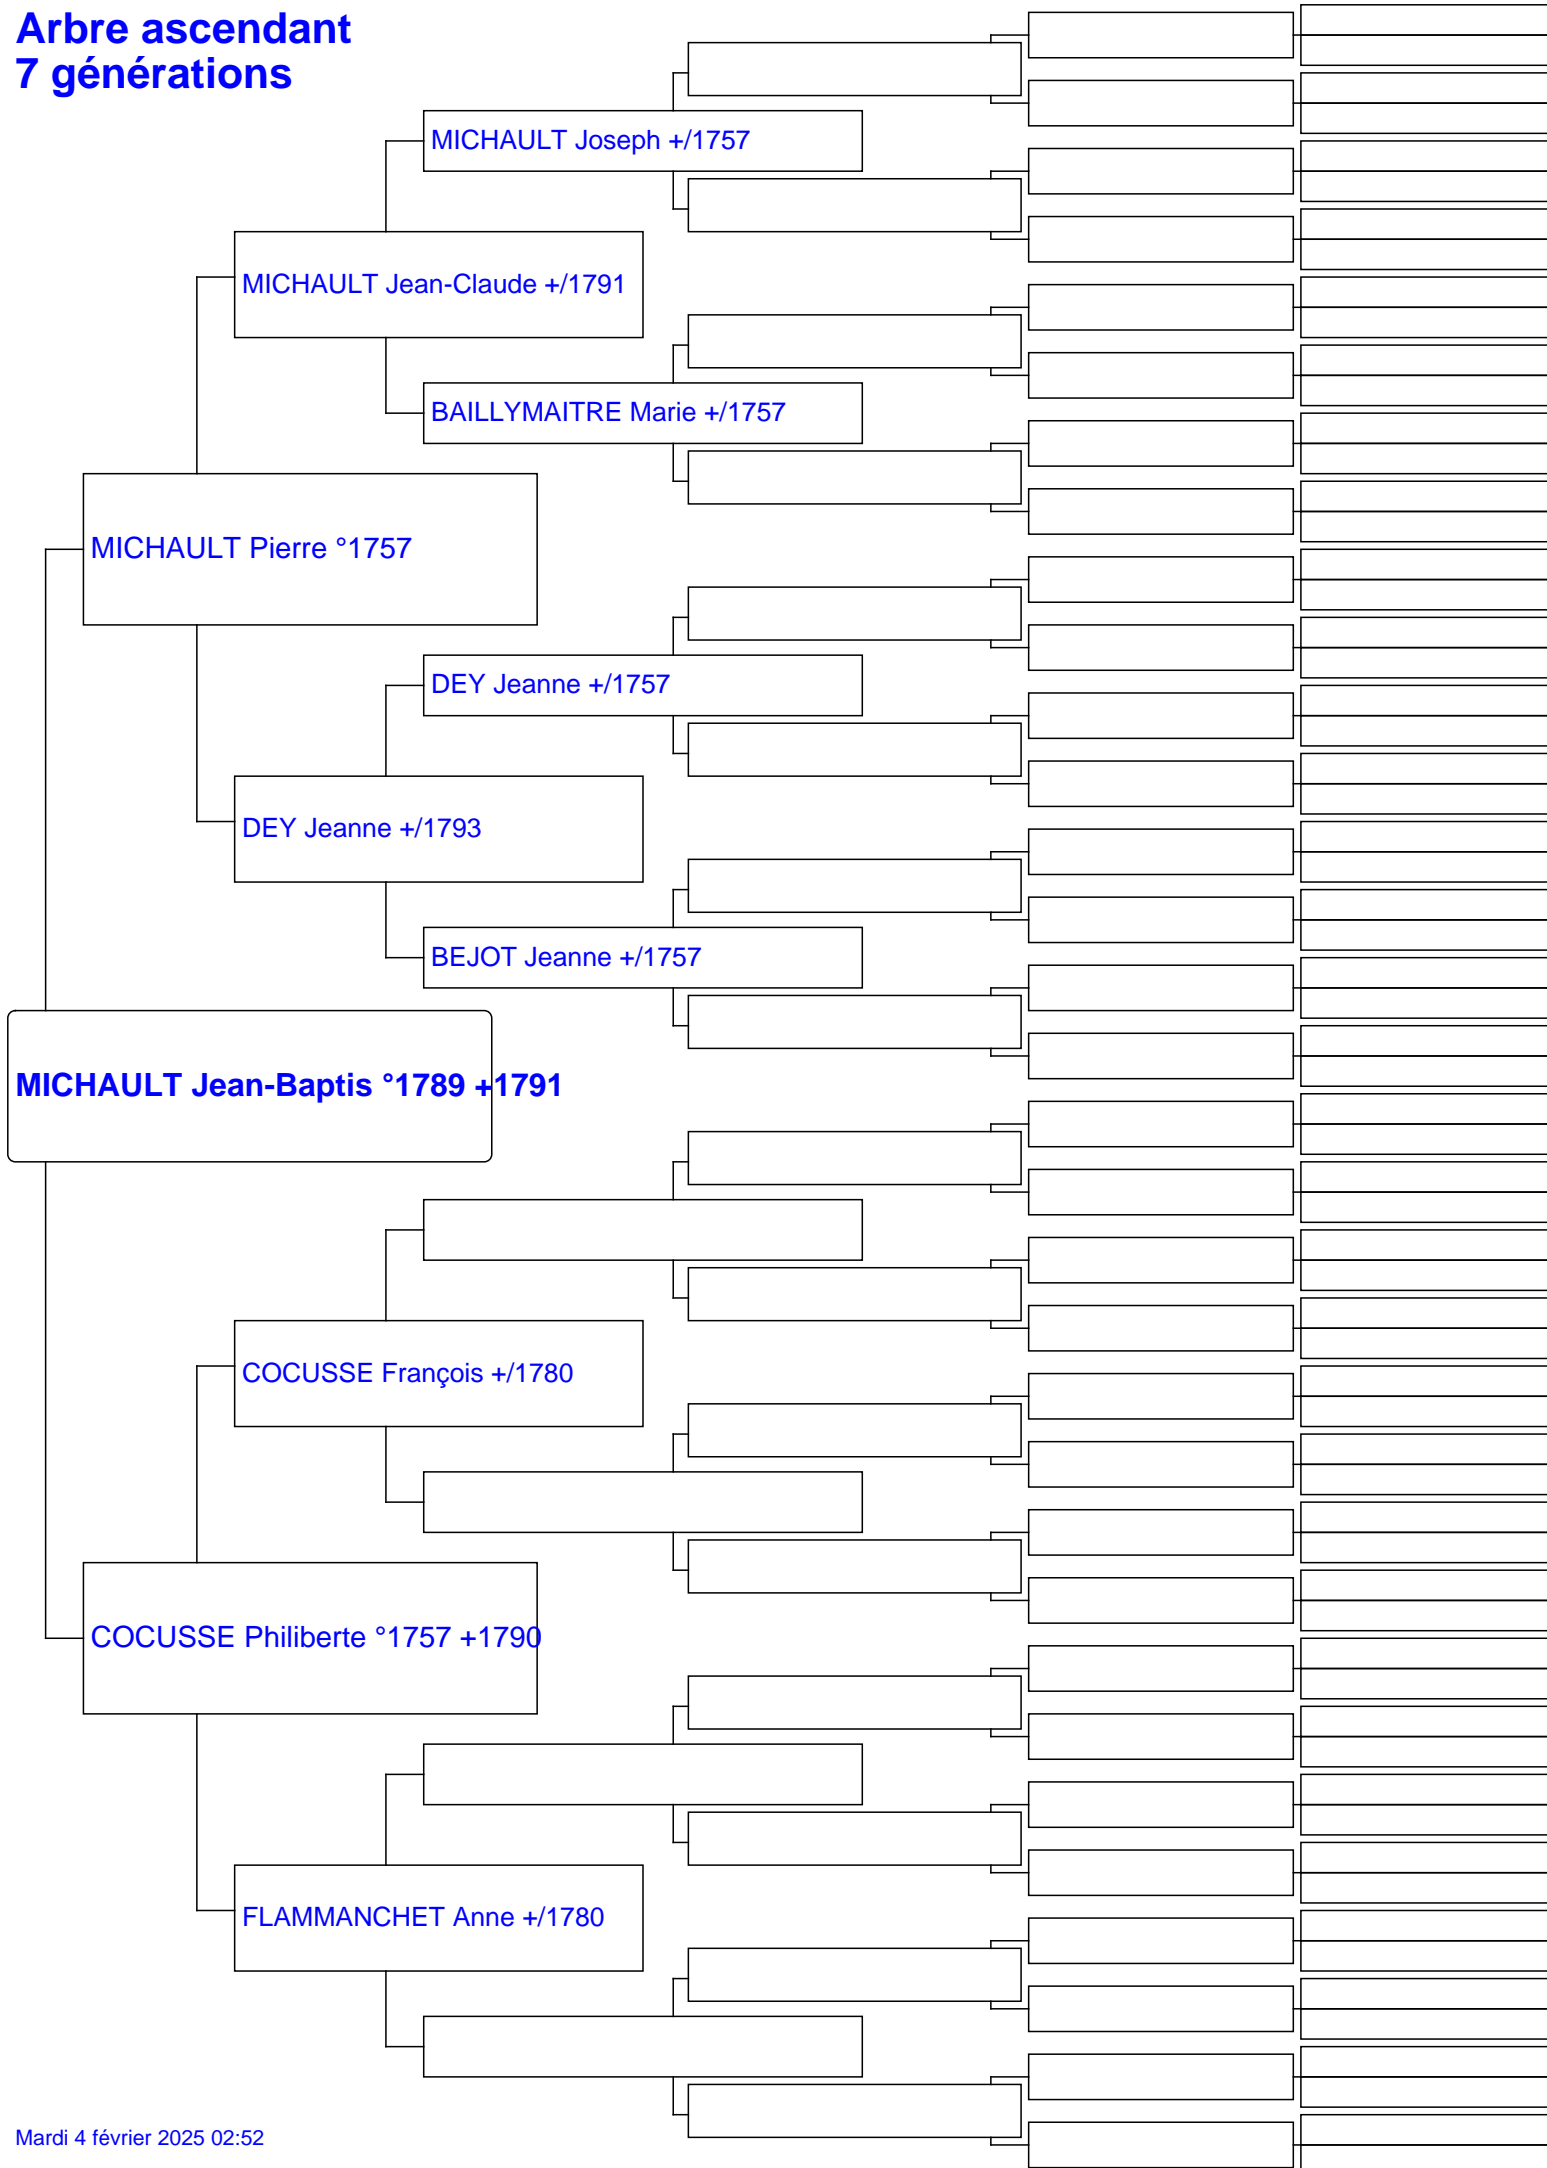 Arbre ascendant
7 générations
MICHAULT Joseph +/1757
MICHAULT Jean-Claude +/1791
BAILLYMAITRE Marie +/1757
MICHAULT Pierre °1757
DEY Jeanne +/1757
DEY Jeanne +/1793
BEJOT Jeanne +/1757
MICHAULT Jean-Baptis °1789 +1791
COCUSSE François +/1780
COCUSSE Philiberte °1757 +1790
FLAMMANCHET Anne +/1780
Mardi 4 février 2025 02:52